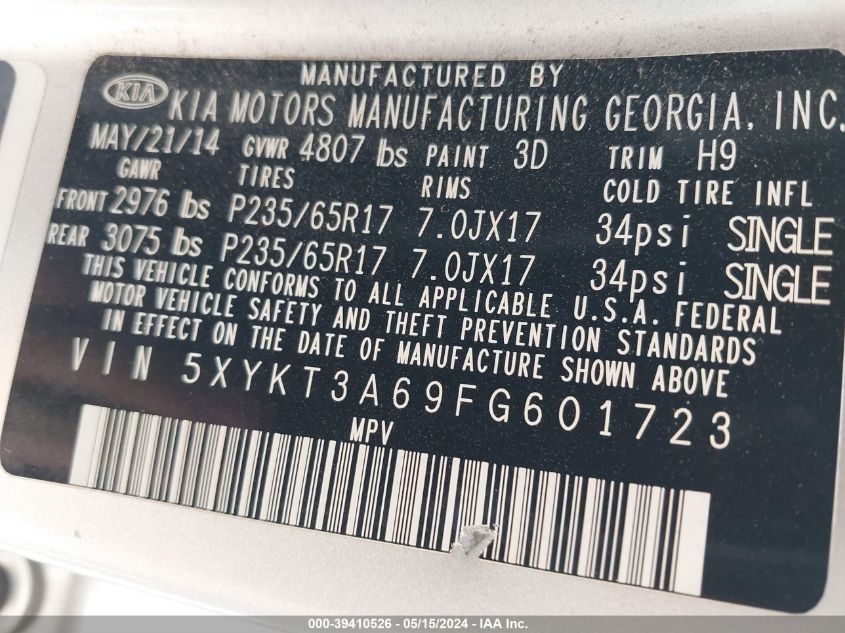 MANUFACTURED BY
KIA KIA MOTORS MANUFACTURING GEORGIA, INC.
MAY/21/14 GVWR 4807 lbs PAINT 3D TRIM H9
GAWR TIRES RIMS COLD TIRE INFL
FRONT 2976 lbs P235/65R17 7.0JX17 34psi SINGLE
REAR 3075 lbs P235/65R17 7.0JX17 34psi SINGLE
THIS VEHICLE CONFORMS TO ALL APPLICABLE U.S.A. FEDERAL
MOTOR VEHICLE SAFETY AND THEFT PREVENTION STANDARDS
IN EFFECT ON THE DATE OF MANUFACTURE SHOWN ABOVE
VIN 5XYKT3A69FG601723
MPV
000-39410526 - 05/15/2024 - IAA Inc.